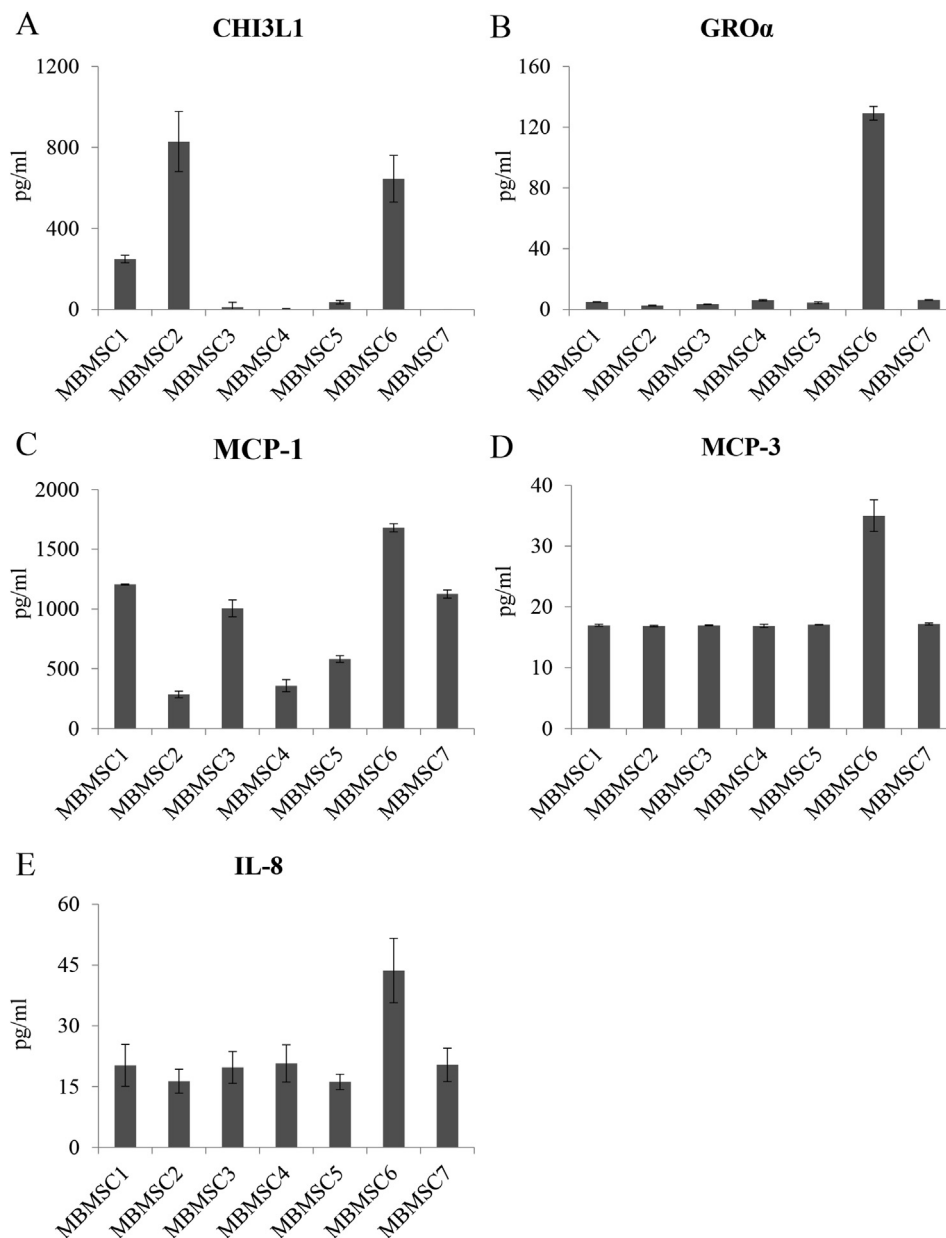 A
CHI3L1
1200
800
400
0
pg/ml
MBMSC1
MBMSC2
MBMSC3
MBMSC4
MBMSC5
MBMSC6
MBMSC7
B
GROα
160
120
80
40
0
pg/ml
MBMSC1
MBMSC2
MBMSC3
MBMSC4
MBMSC5
MBMSC6
MBMSC7
C
MCP-1
2000
1500
1000
500
0
pg/ml
MBMSC1
MBMSC2
MBMSC3
MBMSC4
MBMSC5
MBMSC6
MBMSC7
D
MCP-3
40
30
20
10
0
pg/ml
MBMSC1
MBMSC2
MBMSC3
MBMSC4
MBMSC5
MBMSC6
MBMSC7
E
IL-8
60
45
30
15
0
pg/ml
MBMSC1
MBMSC2
MBMSC3
MBMSC4
MBMSC5
MBMSC6
MBMSC7